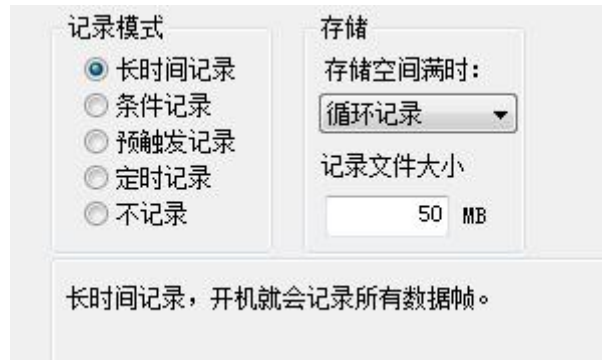 记录模式
长时间记录
条件记录
预触发记录
定时记录
不记录
存储
存储空间满时：
循环记录
记录文件大小
50 MB
长时间记录，开机就会记录所有数据帧。